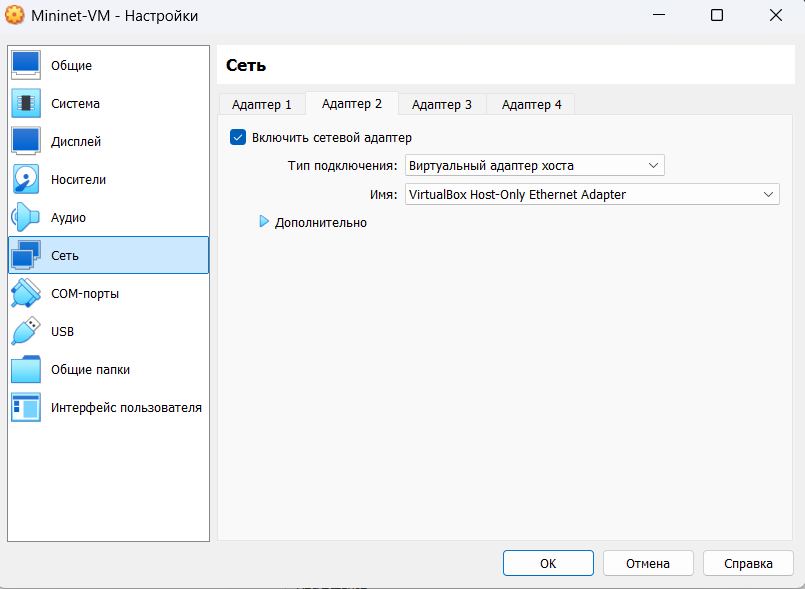 Mininet-VM - Настройки
Общие
Система
Дисплей
Носители
Аудио
Сеть
COM-порты
USB
Общие папки
Интерфейс пользователя
Сеть
Адаптер 1
Адаптер 2
Адаптер 3
Адаптер 4
Включить сетевой адаптер
Тип подключения: Виртуальный адаптер хоста
Имя: VirtualBox Host-Only Ethernet Adapter
Дополнительно
OK
Отмена
Справка